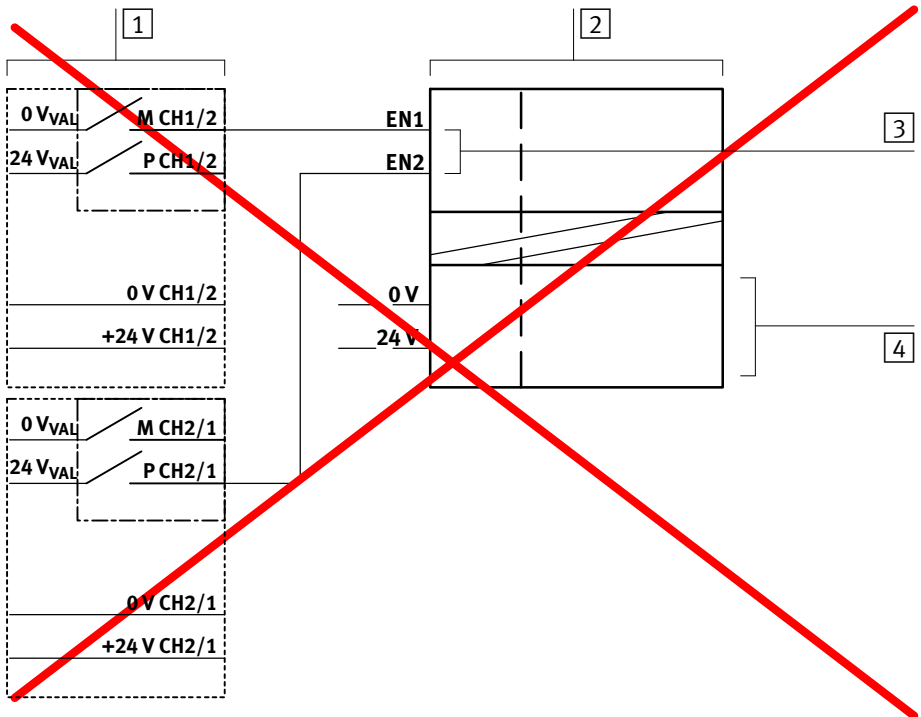 1
2
0 VVAL
M CH1/2
EN1
3
24 VVAL
P CH1/2
EN2
0 V CH1/2
0 V
+24 V CH1/2
24 V
4
0 VVAL
M CH2/1
24 VVAL
P CH2/1
0 V CH2/1
+24 V CH2/1